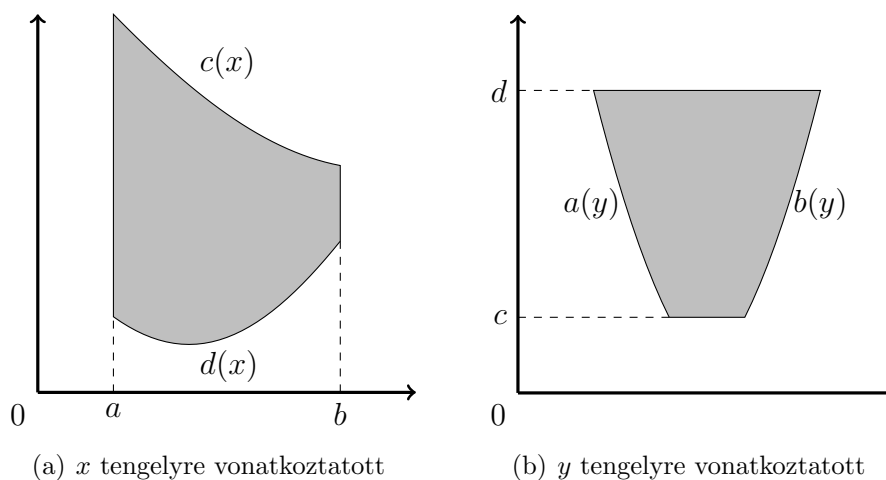 c(x)
d(x)
0
a
b
(a) x tengelyre vonatkoztatott
d
a(y)
b(y)
c
0
(b) y tengelyre vonatkoztatott